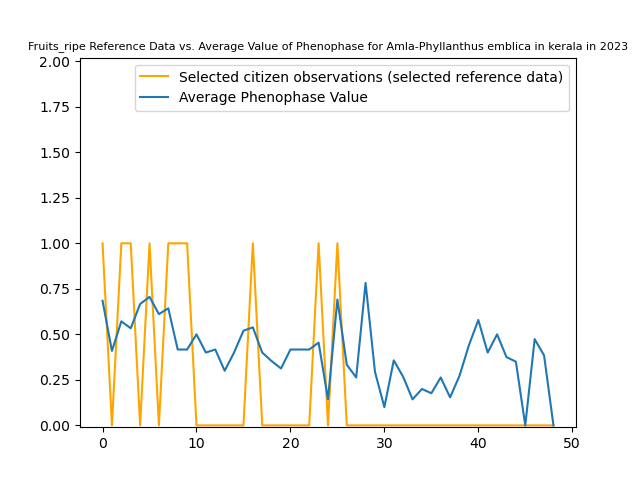 Fruits_ripe Reference Data vs. Average Value of Phenophase for Amla-Phyllanthus emblica in kerala in 2023
Selected citizen observations (selected reference data)
Average Phenophase Value
2.00
1.75
1.50
1.25
1.00
0.75
0.50
0.25
0.00
0 10 20 30 40 50